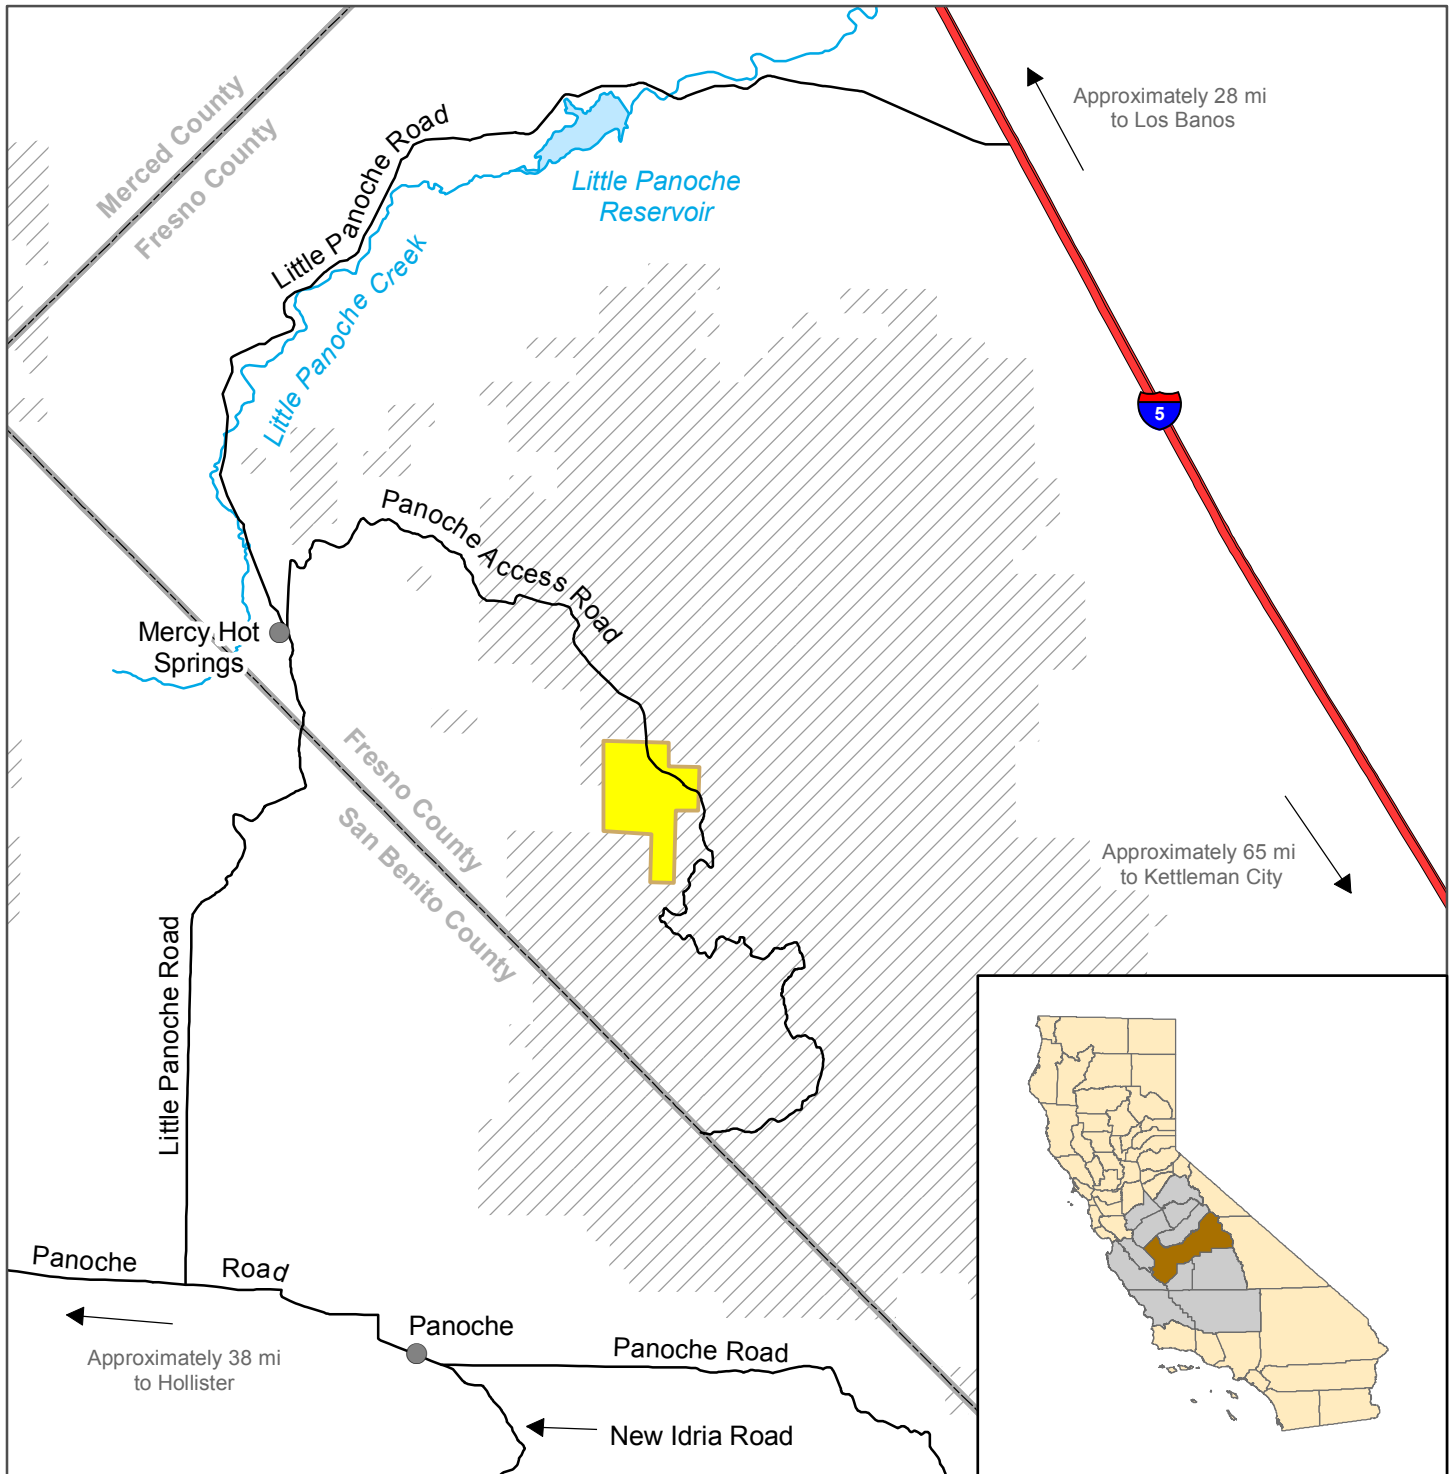 Merced County
Fresno County
Approximately 28 mi
to Los Banos
Little Panoche Road
Little Panoche
Reservoir
Little Panoche Creek
5
Panoche Access Road
Mercy Hot
Springs
Fresno County
San Benito County
Approximately 65 mi
to Kettleman City
Little Panoche Road
Panoche Road
Panoche
Approximately 38 mi
to Hollister
Panoche Road
New Idria Road